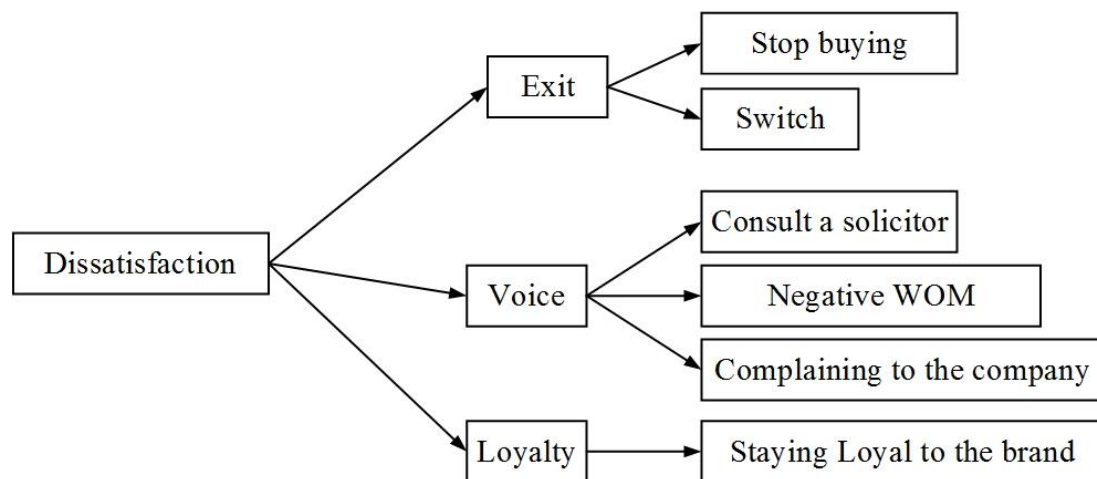 Dissatisfaction
Exit
Stop buying
Switch
Voice
Consult a solicitor
Negative WOM
Complaining to the company
Loyalty
Staying Loyal to the brand